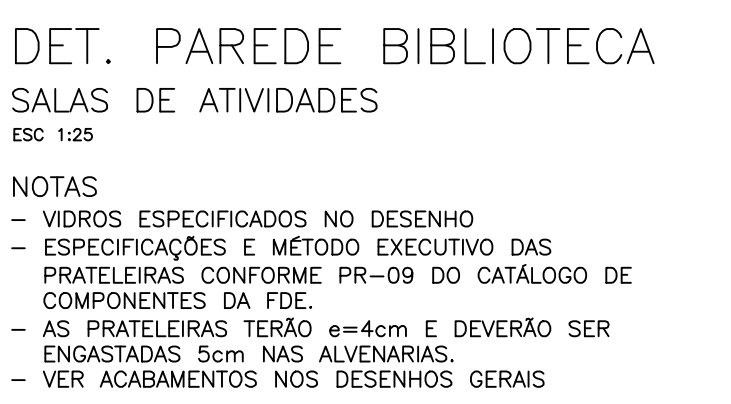 DET. PAREDE BIBLIOTECA
SALAS DE ATIVIDADES
ESC 1:25
NOTAS
– VIDROS ESPECIFICADOS NO DESENHO
– ESPECIFICAÇÕES E MÉTODO EXECUTIVO DAS
PRATELEIRAS CONFORME PR–09 DO CATÁLOGO DE
COMPONENTES DA FDE.
– AS PRATELEIRAS TERÃO e=4cm E DEVERÃO SER
ENGASTADAS 5cm NAS ALVENARIAS.
– VER ACABAMENTOS NOS DESENHOS GERAIS